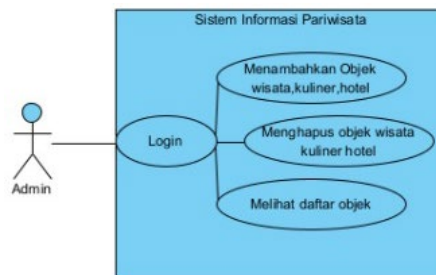 Sistem Informasi Pariwisata
Menambahkan Objek
wisata,kuliner,hotel
Login
Menghapus objek wisata
kuliner hotel
Admin
Melihat daftar objek